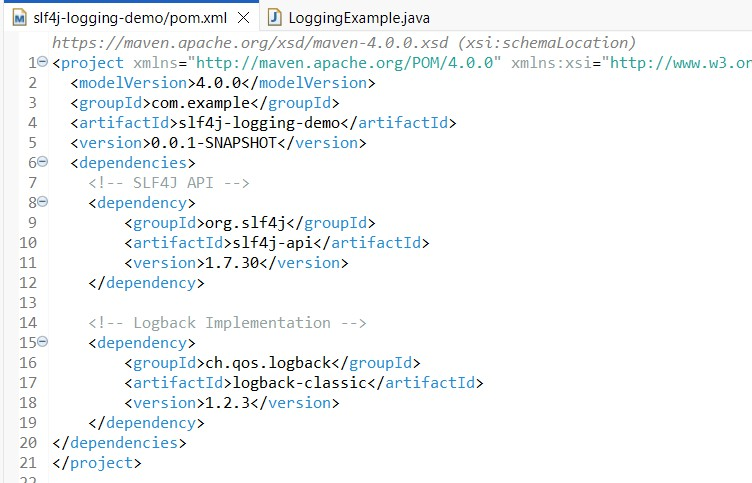 slf4j-logging-demo/pom.xml LoggingExample.java
https://maven.apache.org/xsd/maven-4.0.0.xsd (xsi:schemaLocation)
1 <project xmlns="http://maven.apache.org/POM/4.0.0" xmlns:xsi="http://www.w3.or
2 <modelVersion>4.0.0</modelVersion>
3 <groupId>com.example</groupId>
4 <artifactId>slf4j-logging-demo</artifactId>
5 <version>0.0.1-SNAPSHOT</version>
6 <dependencies>
7 <!-- SLF4J API -->
8 <dependency>
9 <groupId>org.slf4j</groupId>
10 <artifactId>slf4j-api</artifactId>
11 <version>1.7.30</version>
12 </dependency>
13
14 <!-- Logback Implementation -->
15 <dependency>
16 <groupId>ch.qos.logback</groupId>
17 <artifactId>logback-classic</artifactId>
18 <version>1.2.3</version>
19 </dependency>
20 </dependencies>
21 </project>
22